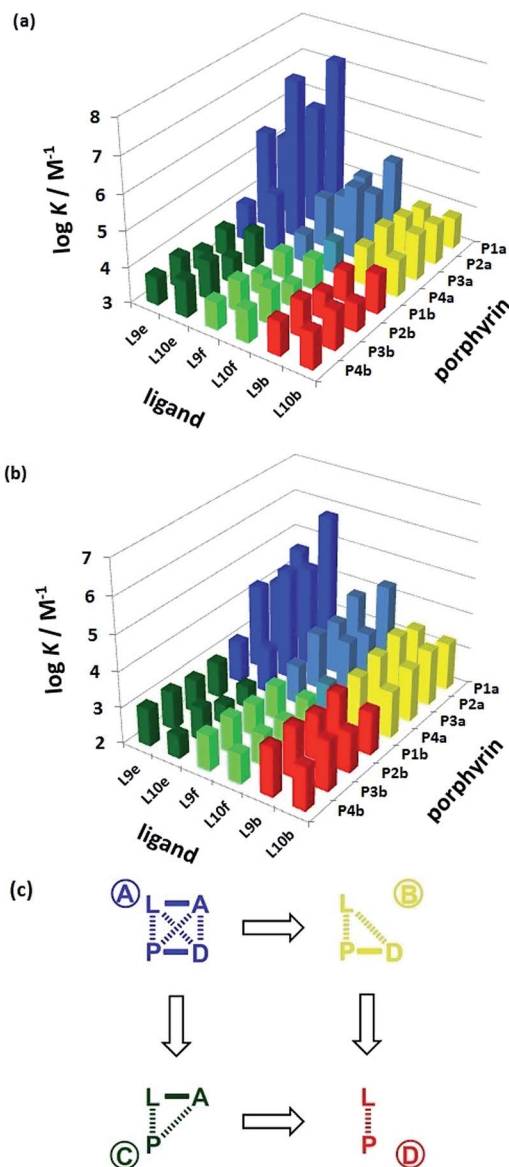 (a)
8
7
6
5
4
3
log K / M-1
L9e
L10e
L9f
L10f
L9b
L10b
ligand
P1a
P2a
P3a
P4a
P1b
P2b
P3b
P4b
porphyrin
(b)
7
6
5
4
3
2
log K / M-1
L9e
L10e
L9f
L10f
L9b
L10b
ligand
P1a
P2a
P3a
P4a
P1b
P2b
P3b
P4b
porphyrin
(c)
A
L A
P D
B
L
P D
C
L A
P
D
L
P